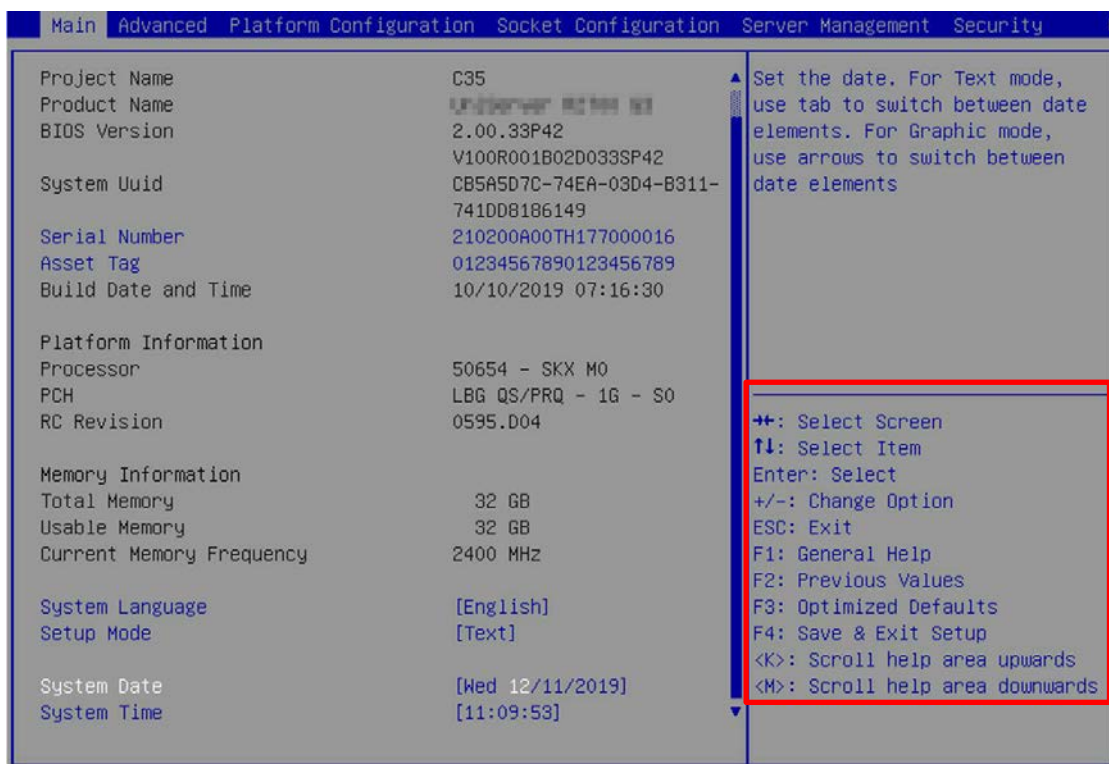 Main Advanced Platform Configuration Socket Configuration Server Management Security
Project Name C35
Product Name
BIOS Version 2.00.33P42
V100R001B02D033SP42
System Uuid CB5A5D7C-74EA-03D4-B311-
741DD8186149
Serial Number 210200A00TH177000016
Asset Tag 01234567890123456789
Build Date and Time 10/10/2019 07:16:30
Platform Information
Processor 50654 - SKX M0
PCH LBG QS/PRQ - 1G - S0
RC Revision 0595.D04
Memory Information
Total Memory 32 GB
Usable Memory 32 GB
Current Memory Frequency 2400 MHz
System Language [English]
Setup Mode [Text]
System Date [Wed 12/11/2019]
System Time [11:09:53]
Set the date. For Text mode,
use tab to switch between date
elements. For Graphic mode,
use arrows to switch between
date elements
→←: Select Screen
↑↓: Select Item
Enter: Select
+/-: Change Option
ESC: Exit
F1: General Help
F2: Previous Values
F3: Optimized Defaults
F4: Save & Exit Setup
<K>: Scroll help area upwards
<M>: Scroll help area downwards